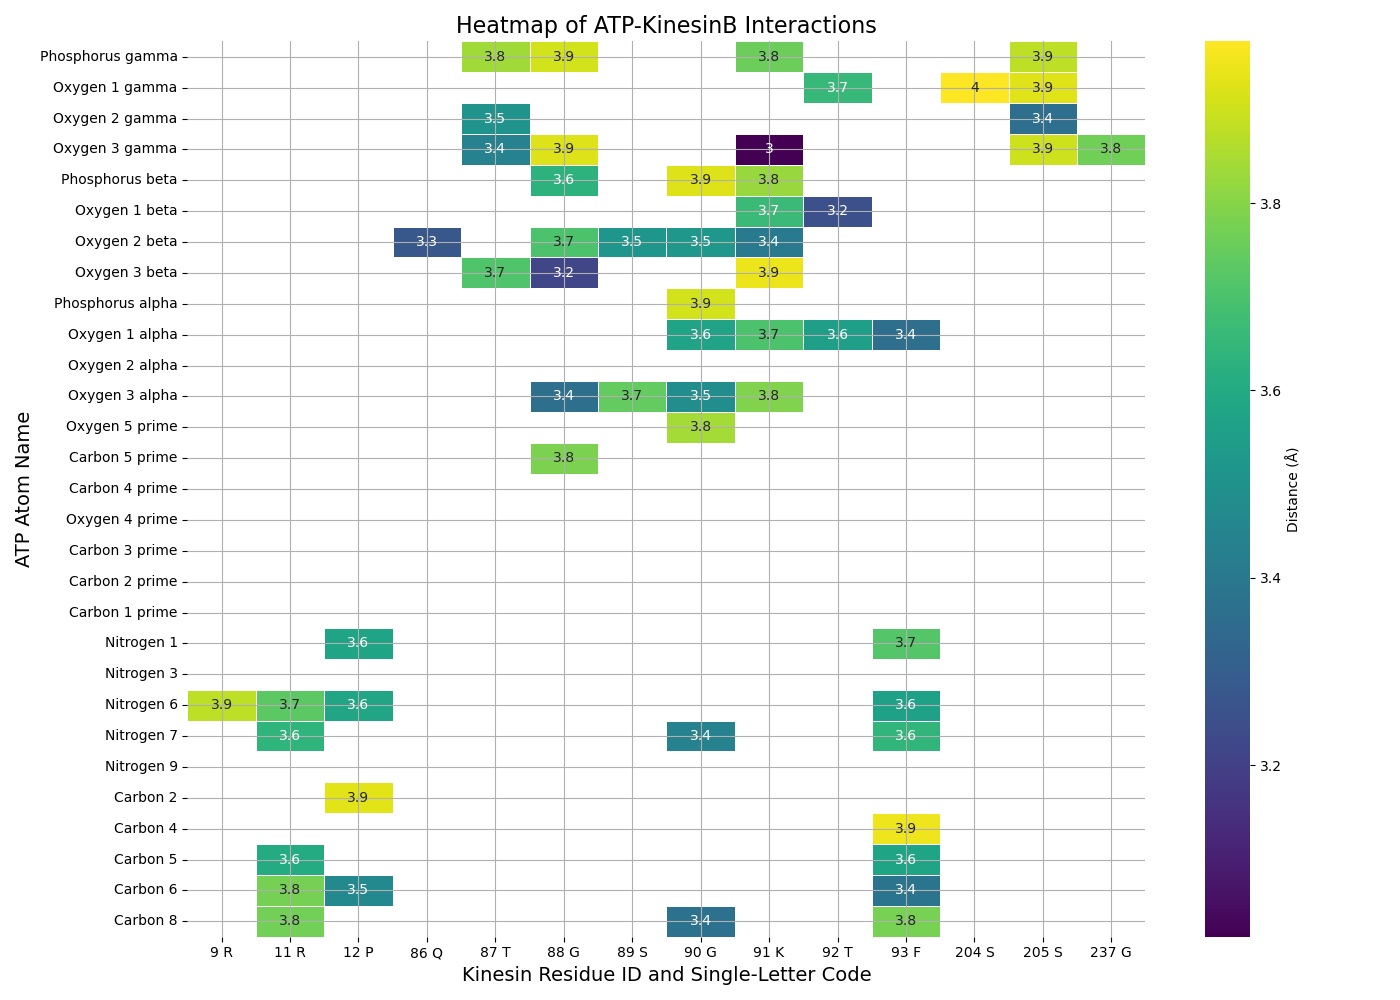 Heatmap of ATP-KinesinB Interactions
Phosphorus gamma 3.8 3.9 3.8 3.9
Oxygen 1 gamma 3.7 4 3.9
Oxygen 2 gamma 3.5 3.4
Oxygen 3 gamma 3.4 3.9 3 3.9 3.8
Phosphorus beta 3.6 3.9 3.8
Oxygen 1 beta 3.7 3.2
Oxygen 2 beta 3.3 3.7 3.5 3.5 3.4
Oxygen 3 beta 3.7 3.2 3.9
Phosphorus alpha 3.9
Oxygen 1 alpha 3.6 3.7 3.6 3.4
Oxygen 2 alpha
Oxygen 3 alpha 3.4 3.7 3.5 3.8
Oxygen 5 prime 3.8
Carbon 5 prime 3.8
Carbon 4 prime
Oxygen 4 prime
Carbon 3 prime
Carbon 2 prime
Carbon 1 prime
Nitrogen 1 3.6 3.7
Nitrogen 3
Nitrogen 6 3.9 3.7 3.6 3.6
Nitrogen 7 3.6 3.4 3.6
Nitrogen 9
Carbon 2 3.9
Carbon 4 3.9
Carbon 5 3.6 3.6
Carbon 6 3.8 3.5 3.4
Carbon 8 3.8 3.4 3.8
9 R 11 R 12 P 86 Q 87 T 88 G 89 S 90 G 91 K 92 T 93 F 204 S 205 S 237 G
Kinesin Residue ID and Single-Letter Code
ATP Atom Name
3.8
3.6
3.4
3.2
Distance (Å)